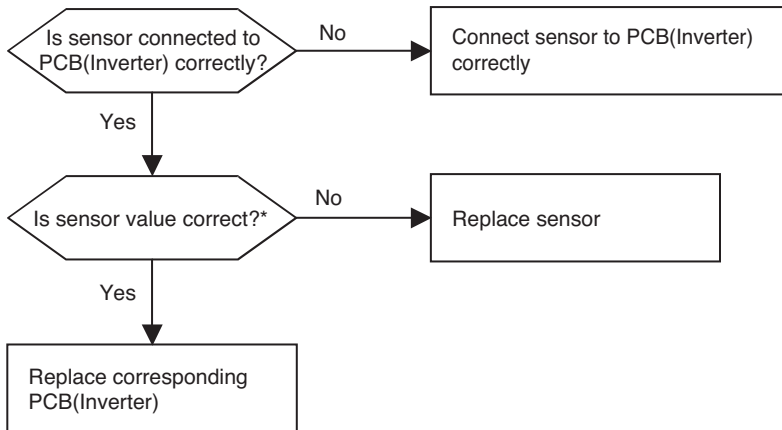 Is sensor connected to
PCB(Inverter) correctly?
No
Connect sensor to PCB(Inverter)
correctly
Yes
Is sensor value correct?*
No
Replace sensor
Yes
Replace corresponding
PCB(Inverter)